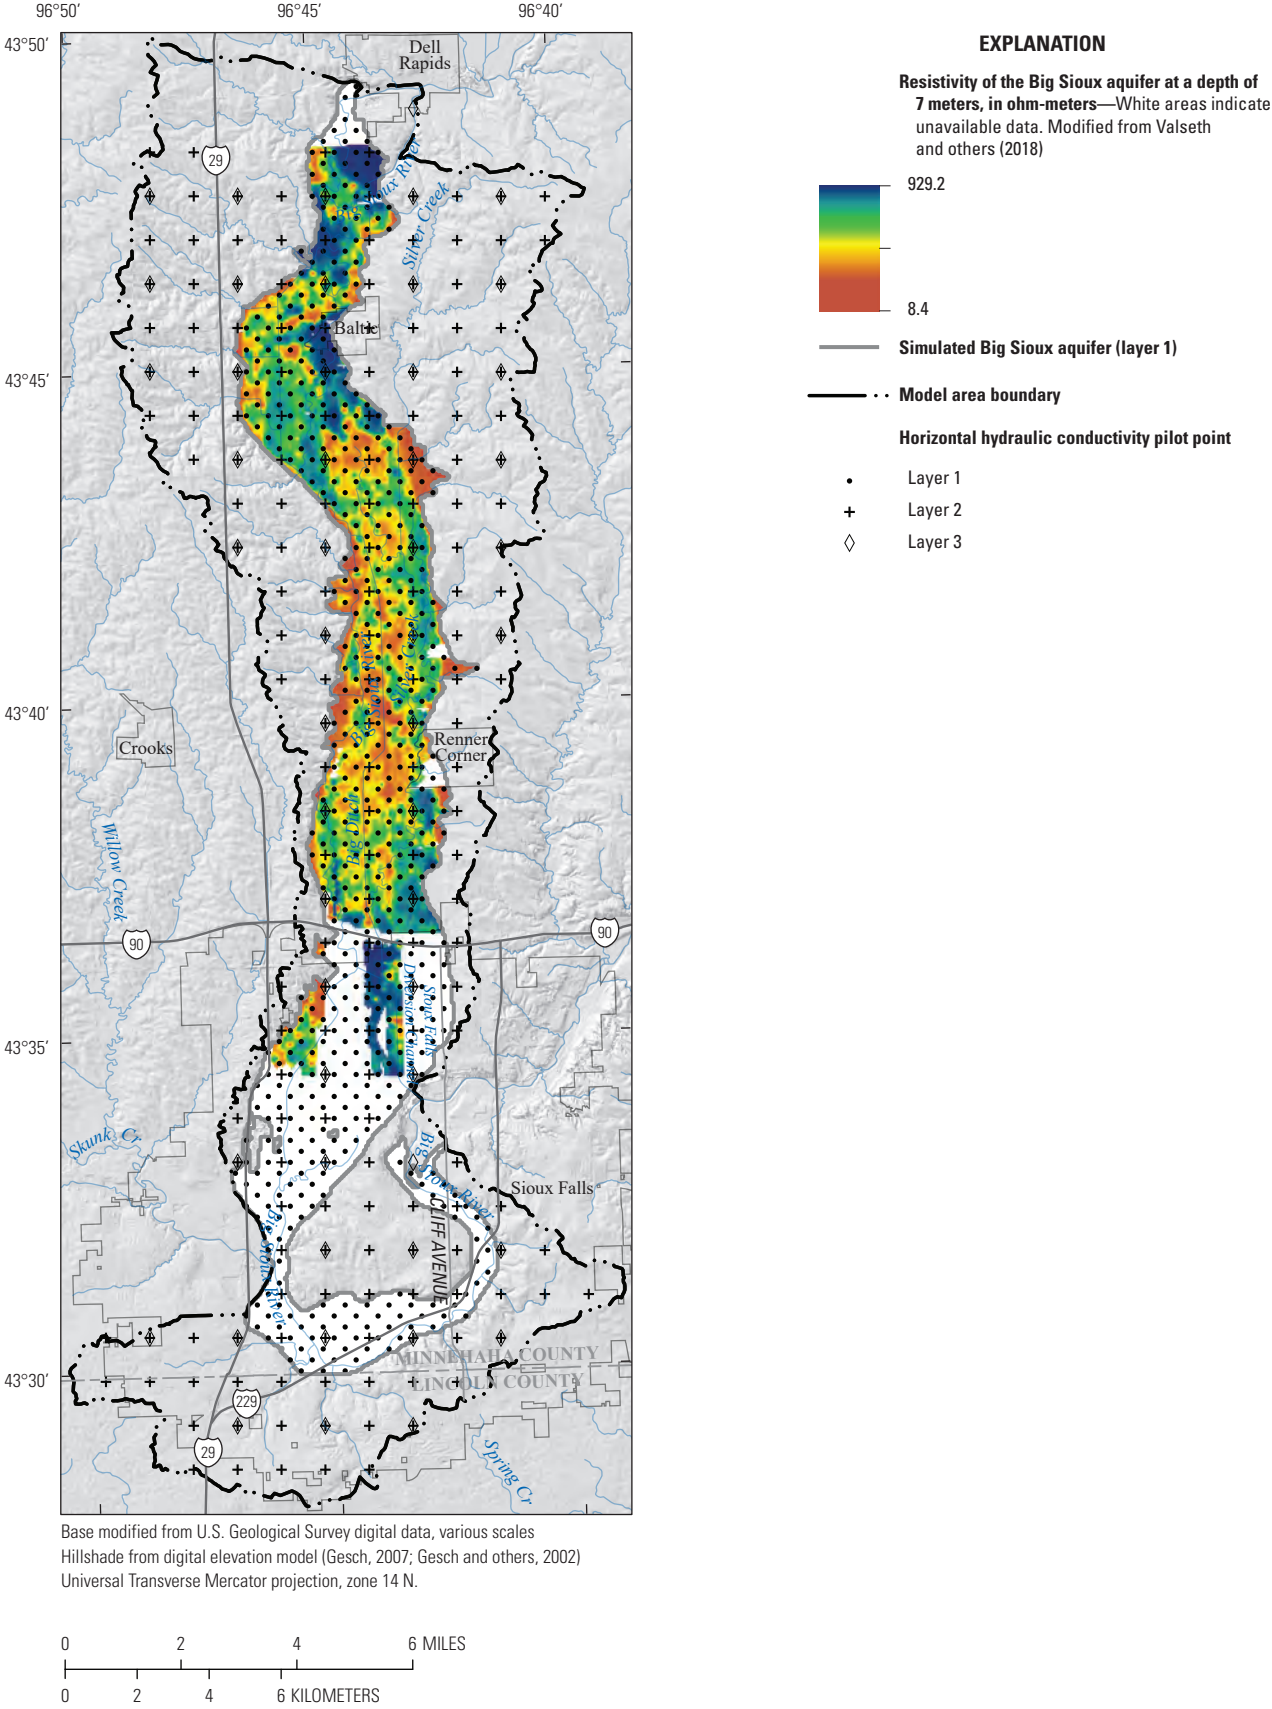 96°50′
96°45′
96°40′
43°50′
43°45′
43°40′
43°35′
43°30′
Dell
Rapids
29
Big Sioux River
Silver Creek
Baltic
Big Sioux River
Silver Creek
Crooks
Renner
Corner
Big Ditch
Willow Creek
90
90
Sioux Falls
Diversion Channel
Skunk Cr
Big Sioux River
Sioux Falls
CLIFF AVENUE
Big Sioux River
MINNEHAHA COUNTY
LINCOLN COUNTY
229
29
Spring Cr
Base modified from U.S. Geological Survey digital data, various scales
Hillshade from digital elevation model (Gesch, 2007; Gesch and others, 2002)
Universal Transverse Mercator projection, zone 14 N.
0 2 4 6 MILES
0 2 4 6 KILOMETERS
EXPLANATION
Resistivity of the Big Sioux aquifer at a depth of
7 meters, in ohm-meters—White areas indicate
unavailable data. Modified from Valseth
and others (2018)
929.2
8.4
Simulated Big Sioux aquifer (layer 1)
Model area boundary
Horizontal hydraulic conductivity pilot point
Layer 1
Layer 2
Layer 3